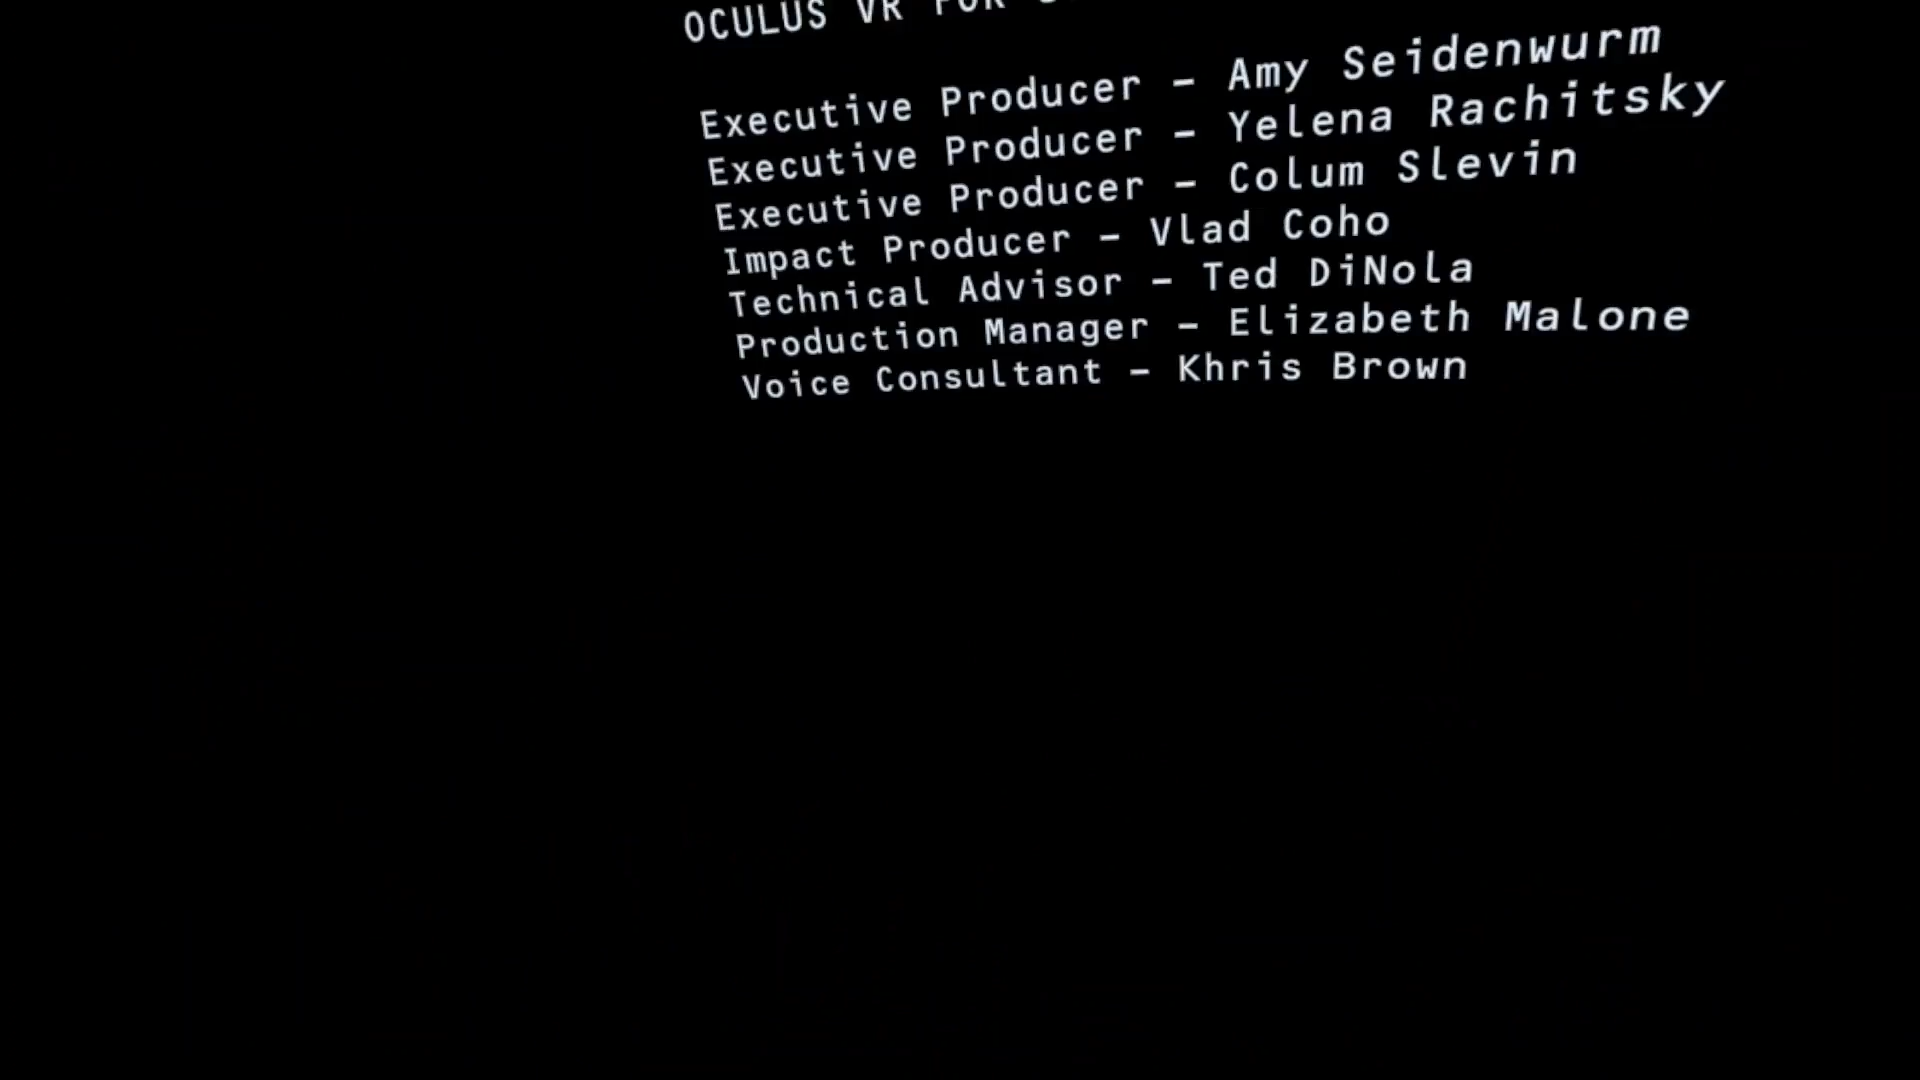 OCULUS VR FOR
Executive Producer – Amy Seidenwurm
Executive Producer – Yelena Rachitsky
Executive Producer – Colum Slevin
Impact Producer – Vlad Coho
Technical Advisor – Ted DiNola
Production Manager – Elizabeth Malone
Voice Consultant – Khris Brown